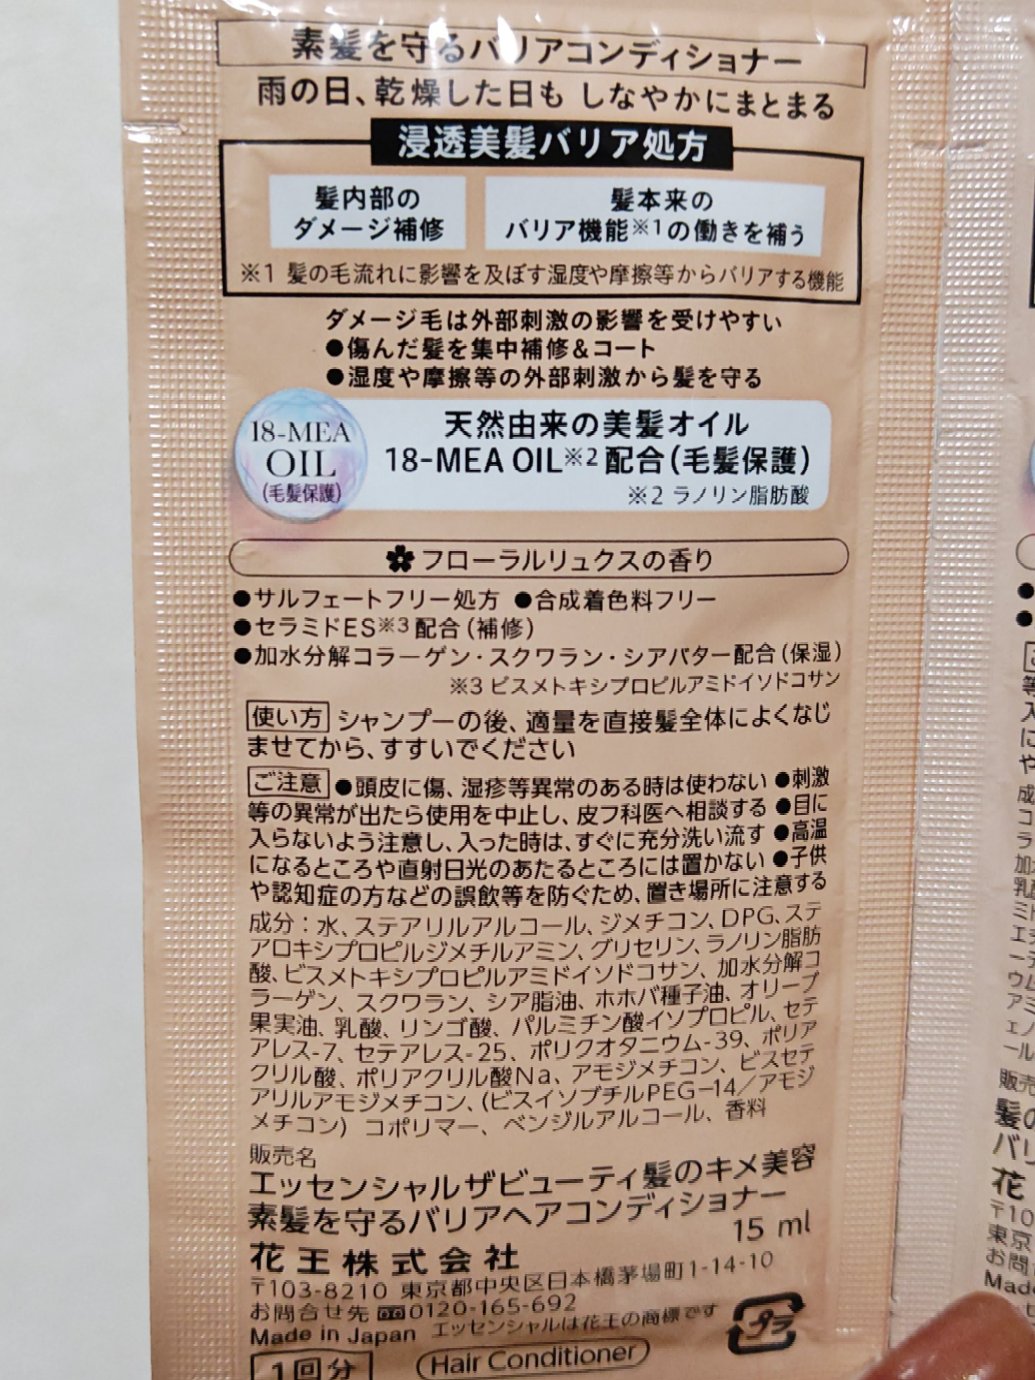 素髪を守るバリアコンディショナー
雨の日、乾燥した日も しなやかにまとまる
浸透美髪バリア処方
髪内部の
ダメージ補修
髪本来の
バリア機能※1の働きを補う
※1 髪の毛流れに影響を及ぼす湿度や摩擦等からバリアする機能
ダメージ毛は外部刺激の影響を受けやすい
●傷んだ髪を集中補修&コート
●湿度や摩擦等の外部刺激から髪を守る
18-MEA
OIL
(毛髪保護)
天然由来の美髪オイル
18-MEA OIL※2配合(毛髪保護)
※2 ラノリン脂肪酸
フローラルリュクスの香り
●サルフェートフリー処方 ●合成着色料フリー
●セラミドES※3配合(補修)
●加水分解コラーゲン・スクワラン・シアバター配合(保湿)
※3 ビスメトキシプロピルアミドイソドコサン
使い方 シャンプーの後、適量を直接髪全体によくなじ
ませてから、すすいでください
ご注意 ●頭皮に傷、湿疹等異常のある時は使わない ●刺激
等の異常が出たら使用を中止し、皮フ科医へ相談する ●目に
入らないよう注意し、入った時は、すぐに充分洗い流す ●高温
になるところや直射日光のあたるところには置かない ●子供
や認知症の方などの誤飲等を防ぐため、置き場所に注意する
成分:水、ステアリルアルコール、ジメチコン、DPG、ステ
アロキシプロピルジメチルアミン、グリセリン、ラノリン脂肪
酸、ビスメトキシプロピルアミドイソドコサン、加水分解コ
ラーゲン、スクワラン、シア脂油、ホホバ種子油、オリーブ
果実油、乳酸、リンゴ酸、パルミチン酸イソプロピル、セテ
アレス-7、セテアレス-25、ポリクオタニウム-39、ポリア
クリル酸、ポリアクリル酸Na、アモジメチコン、ビスセテ
アリルアモジメチコン、(ビスイソブチルPEG-14/アモジ
メチコン)コポリマー、ベンジルアルコール、香料
販売名
エッセンシャルザビューティ髪のキメ美容
素髪を守るバリアヘアコンディショナー
15 ml
花王株式会社
〒103-8210 東京都中央区日本橋茅場町1-14-10
お問合せ先 0120-165-692
Made in Japan エッセンシャルは花王の商標です
プラ
1回分
Hair Conditioner